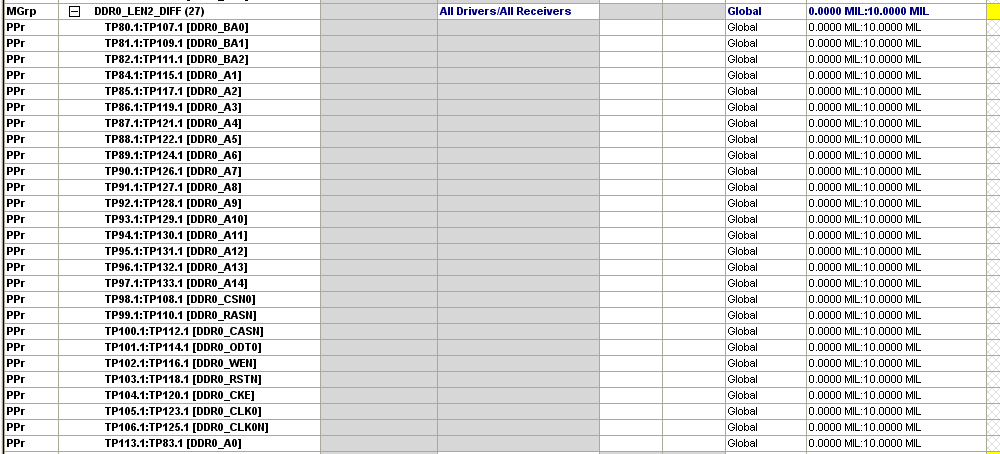 MGrp DDR0_LEN2_DIFF (27) All Drivers/All Receivers Global 0.0000 MIL:10.0000 MIL
PPr TP80.1:TP107.1 [DDR0_BA0] Global 0.0000 MIL:10.0000 MIL
PPr TP81.1:TP109.1 [DDR0_BA1] Global 0.0000 MIL:10.0000 MIL
PPr TP82.1:TP111.1 [DDR0_BA2] Global 0.0000 MIL:10.0000 MIL
PPr TP84.1:TP115.1 [DDR0_A1] Global 0.0000 MIL:10.0000 MIL
PPr TP85.1:TP117.1 [DDR0_A2] Global 0.0000 MIL:10.0000 MIL
PPr TP86.1:TP119.1 [DDR0_A3] Global 0.0000 MIL:10.0000 MIL
PPr TP87.1:TP121.1 [DDR0_A4] Global 0.0000 MIL:10.0000 MIL
PPr TP88.1:TP122.1 [DDR0_A5] Global 0.0000 MIL:10.0000 MIL
PPr TP89.1:TP124.1 [DDR0_A6] Global 0.0000 MIL:10.0000 MIL
PPr TP90.1:TP126.1 [DDR0_A7] Global 0.0000 MIL:10.0000 MIL
PPr TP91.1:TP127.1 [DDR0_A8] Global 0.0000 MIL:10.0000 MIL
PPr TP92.1:TP128.1 [DDR0_A9] Global 0.0000 MIL:10.0000 MIL
PPr TP93.1:TP129.1 [DDR0_A10] Global 0.0000 MIL:10.0000 MIL
PPr TP94.1:TP130.1 [DDR0_A11] Global 0.0000 MIL:10.0000 MIL
PPr TP95.1:TP131.1 [DDR0_A12] Global 0.0000 MIL:10.0000 MIL
PPr TP96.1:TP132.1 [DDR0_A13] Global 0.0000 MIL:10.0000 MIL
PPr TP97.1:TP133.1 [DDR0_A14] Global 0.0000 MIL:10.0000 MIL
PPr TP98.1:TP108.1 [DDR0_CSN0] Global 0.0000 MIL:10.0000 MIL
PPr TP99.1:TP110.1 [DDR0_RASN] Global 0.0000 MIL:10.0000 MIL
PPr TP100.1:TP112.1 [DDR0_CASN] Global 0.0000 MIL:10.0000 MIL
PPr TP101.1:TP114.1 [DDR0_ODT0] Global 0.0000 MIL:10.0000 MIL
PPr TP102.1:TP116.1 [DDR0_WEN] Global 0.0000 MIL:10.0000 MIL
PPr TP103.1:TP118.1 [DDR0_RSTN] Global 0.0000 MIL:10.0000 MIL
PPr TP104.1:TP120.1 [DDR0_CKE] Global 0.0000 MIL:10.0000 MIL
PPr TP105.1:TP123.1 [DDR0_CLK0] Global 0.0000 MIL:10.0000 MIL
PPr TP106.1:TP125.1 [DDR0_CLK0N] Global 0.0000 MIL:10.0000 MIL
PPr TP113.1:TP83.1 [DDR0_A0] Global 0.0000 MIL:10.0000 MIL